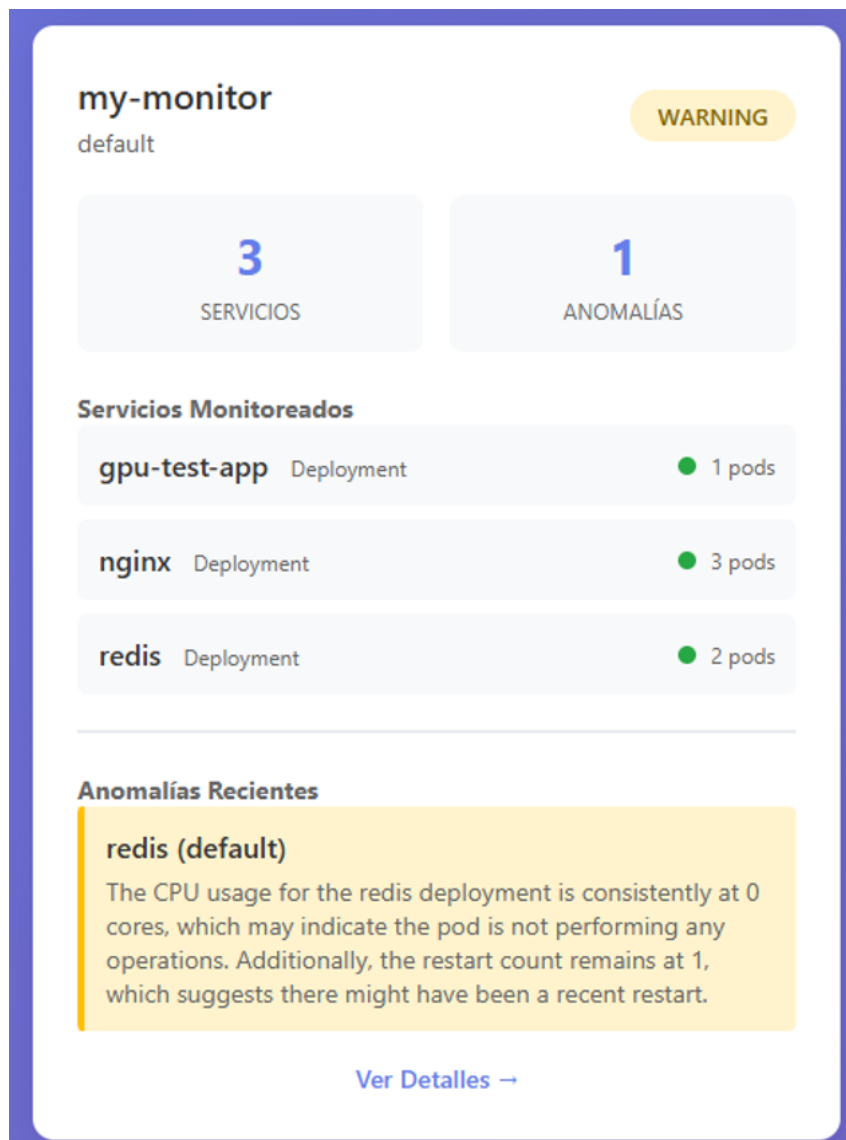 my-monitor
WARNING
default
3
1
SERVICIOS
ANOMALÍAS
Servicios Monitoreados
gpu-test-app Deployment 1 pods
nginx Deployment 3 pods
redis Deployment 2 pods
Anomalías Recientes
redis (default)
The CPU usage for the redis deployment is consistently at 0
cores, which may indicate the pod is not performing any
operations. Additionally, the restart count remains at 1,
which suggests there might have been a recent restart.
Ver Detalles →